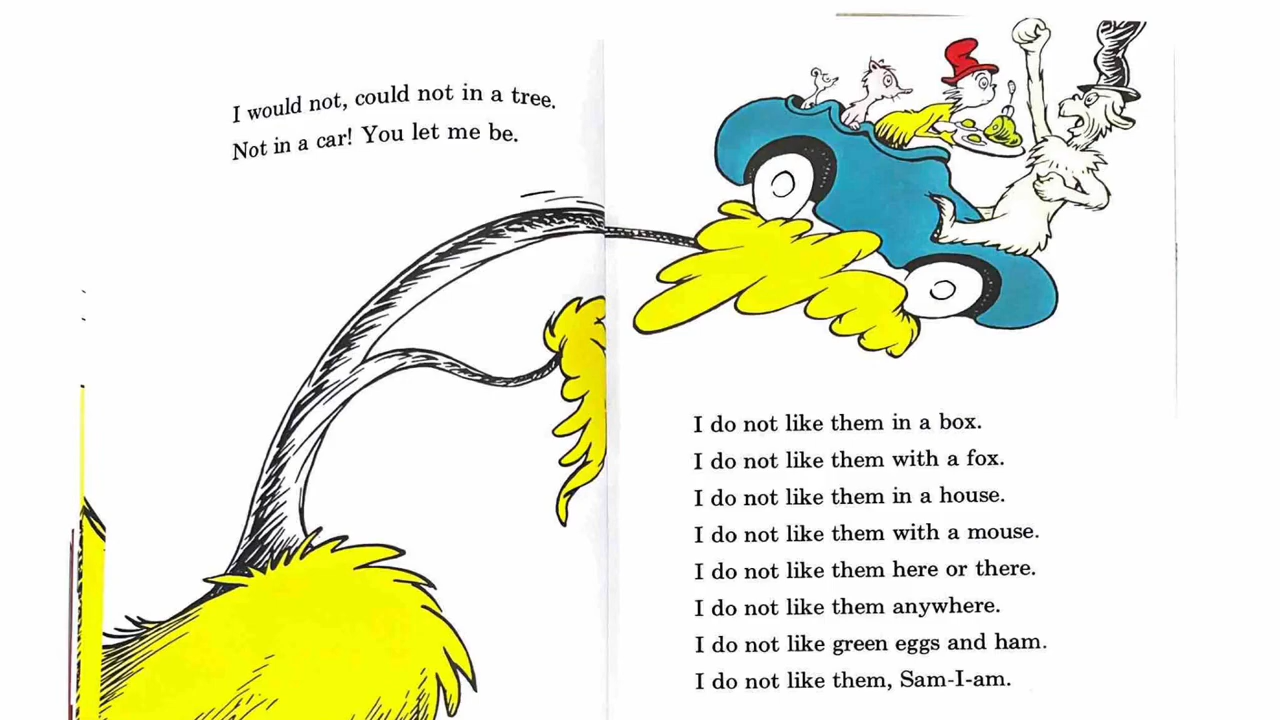 I would not, could not in a tree.
Not in a car! You let me be.
I do not like them in a box.
I do not like them with a fox.
I do not like them in a house.
I do not like them with a mouse.
I do not like them here or there.
I do not like them anywhere.
I do not like green eggs and ham.
I do not like them, Sam-I-am.